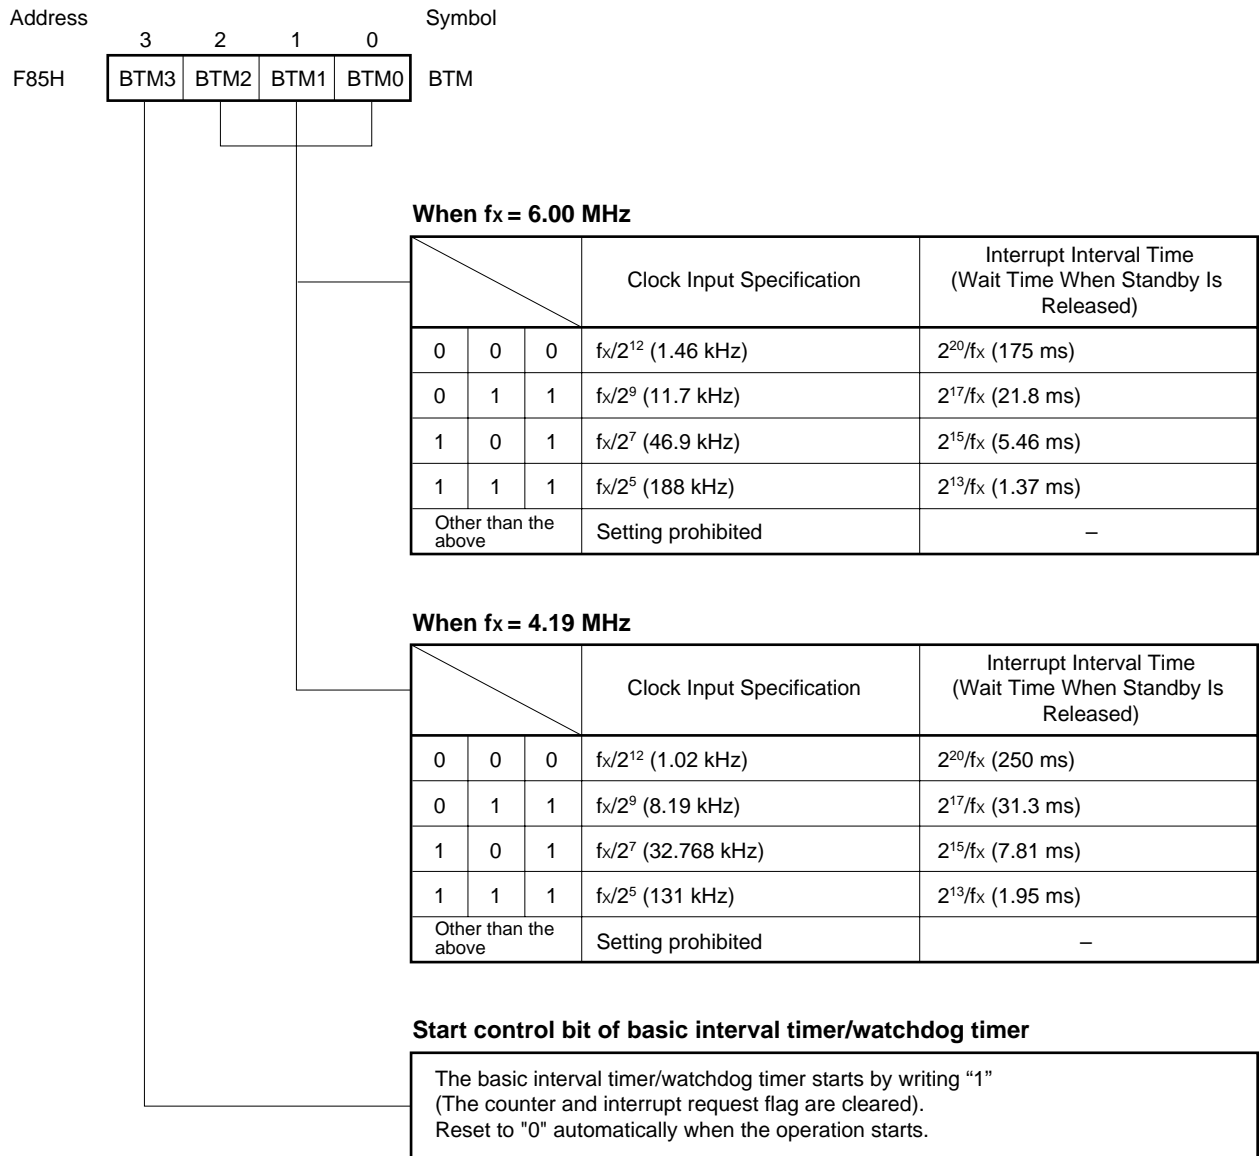 Address Symbol
3 2 1 0
F85H BTM3 BTM2 BTM1 BTM0 BTM
When fX = 6.00 MHz
Clock Input Specification
Interrupt Interval Time
(Wait Time When Standby Is
Released)
0 0 0 fX/2¹² (1.46 kHz) 2²⁰/fX (175 ms)
0 1 1 fX/2⁹ (11.7 kHz) 2¹⁷/fX (21.8 ms)
1 0 1 fX/2⁷ (46.9 kHz) 2¹⁵/fX (5.46 ms)
1 1 1 fX/2⁵ (188 kHz) 2¹³/fX (1.37 ms)
Other than the
above
Setting prohibited –
When fX = 4.19 MHz
Clock Input Specification
Interrupt Interval Time
(Wait Time When Standby Is
Released)
0 0 0 fX/2¹² (1.02 kHz) 2²⁰/fX (250 ms)
0 1 1 fX/2⁹ (8.19 kHz) 2¹⁷/fX (31.3 ms)
1 0 1 fX/2⁷ (32.768 kHz) 2¹⁵/fX (7.81 ms)
1 1 1 fX/2⁵ (131 kHz) 2¹³/fX (1.95 ms)
Other than the
above
Setting prohibited –
Start control bit of basic interval timer/watchdog timer
The basic interval timer/watchdog timer starts by writing “1”
(The counter and interrupt request flag are cleared).
Reset to "0" automatically when the operation starts.